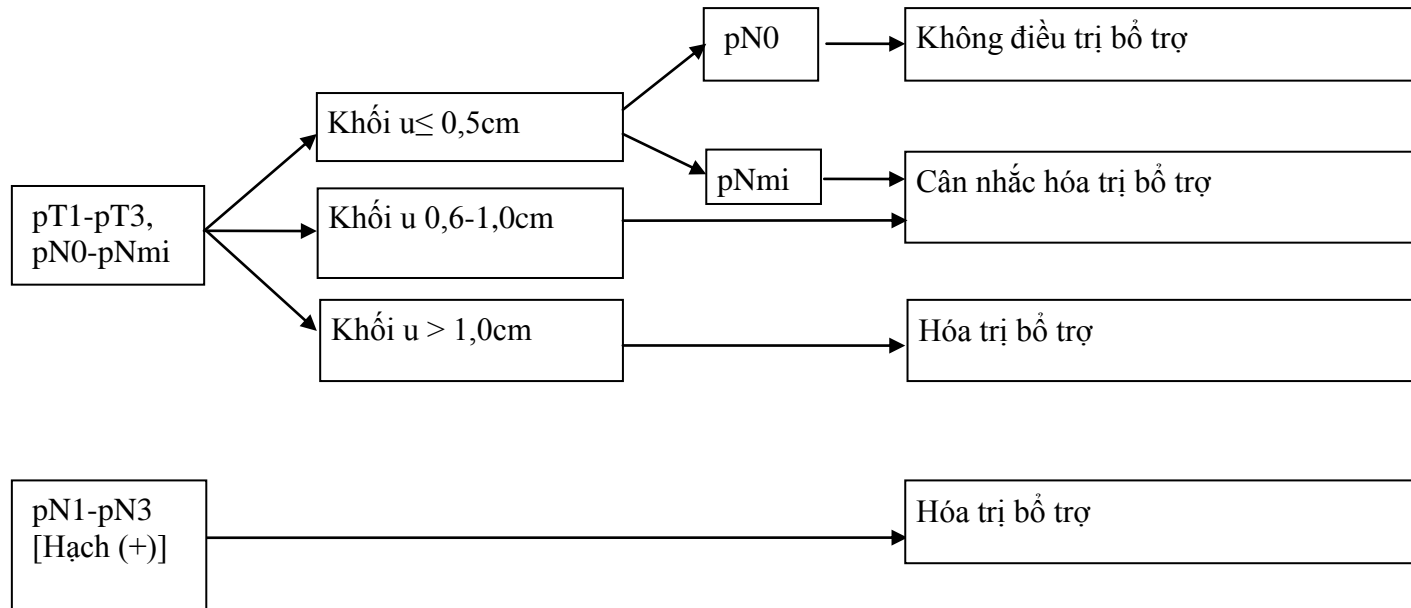 pN0
Không điều trị bổ trợ
Khối u≤ 0,5cm
pNmi
Cân nhắc hóa trị bổ trợ
pT1-pT3,
pN0-pNmi
Khối u 0,6-1,0cm
Khối u > 1,0cm
Hóa trị bổ trợ
pN1-pN3
[Hạch (+)]
Hóa trị bổ trợ